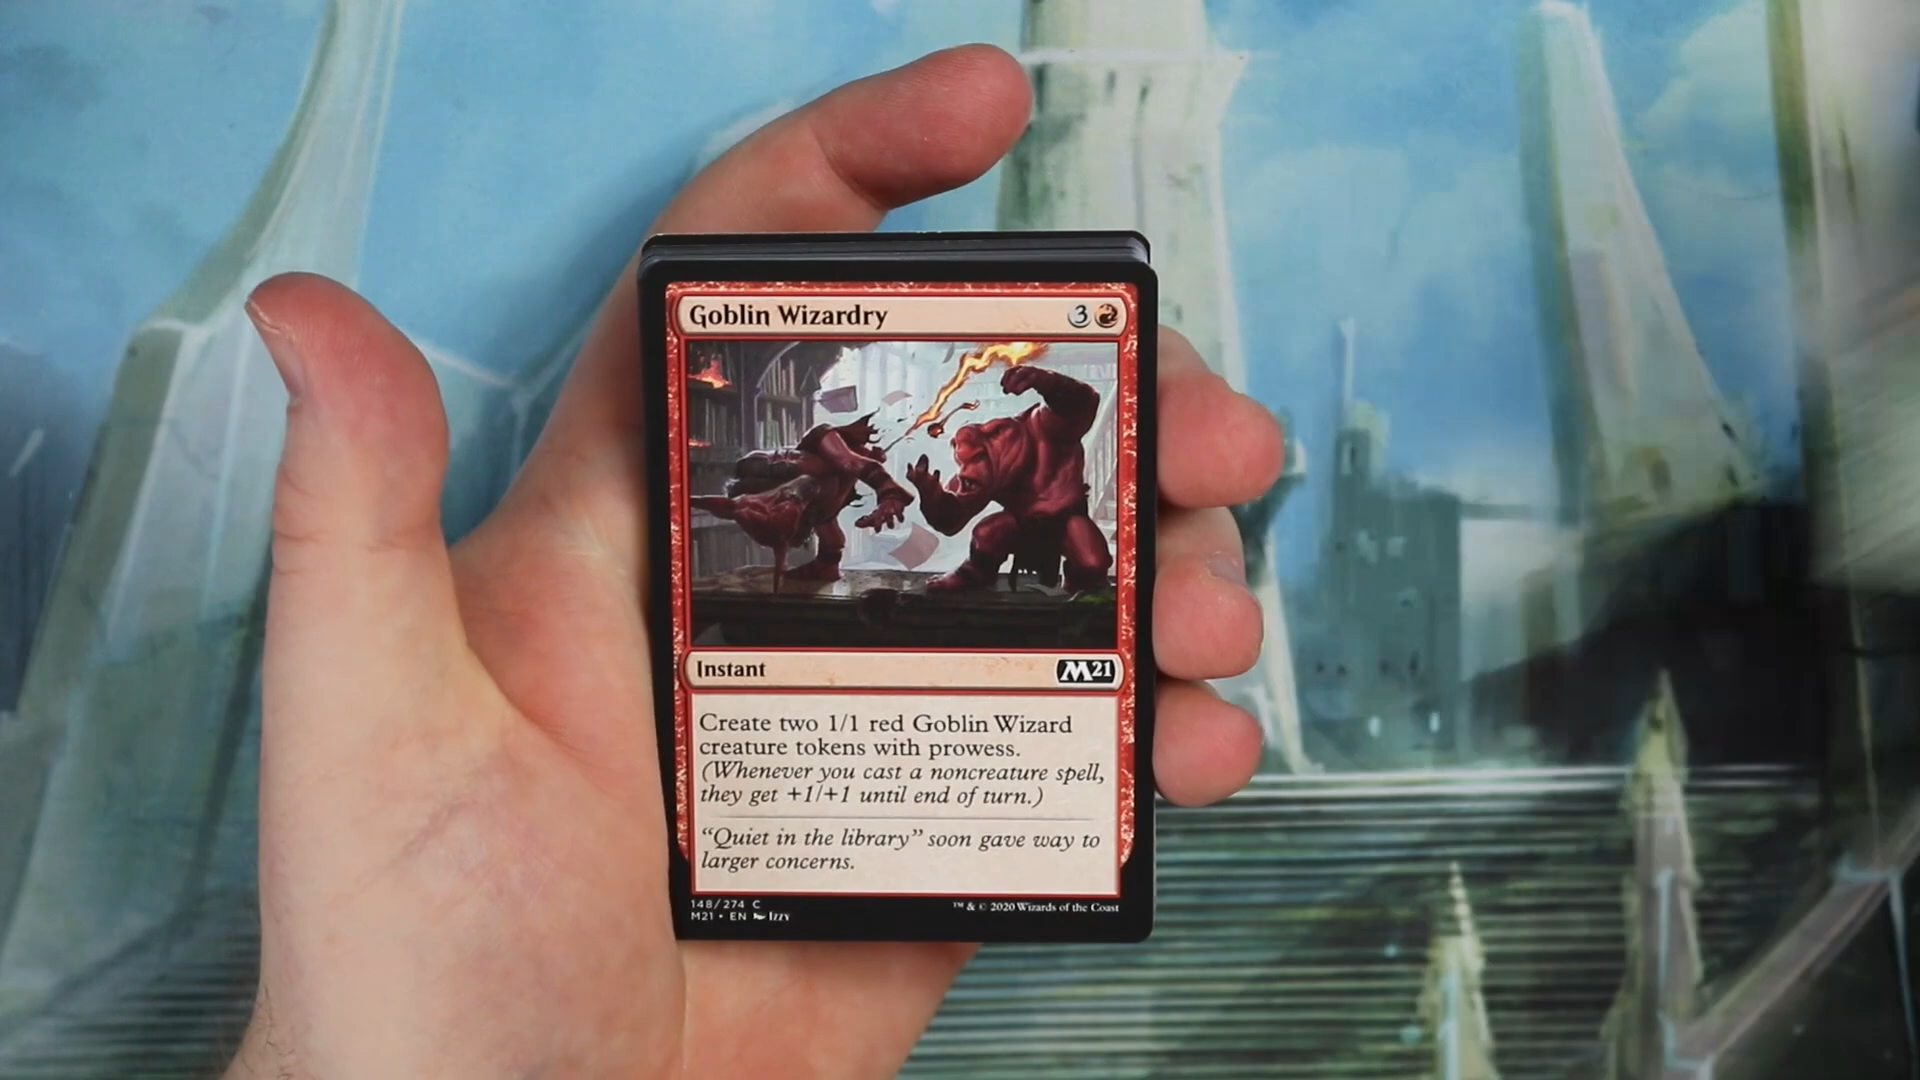 Goblin Wizardry 3
Instant M21
Create two 1/1 red Goblin Wizard
creature tokens with prowess.
(Whenever you cast a noncreature spell,
they get +1/+1 until end of turn.)
“Quiet in the library” soon gave way to
larger concerns.
148/274 C
M21 • EN Izzy
™ & © 2020 Wizards of the Coast